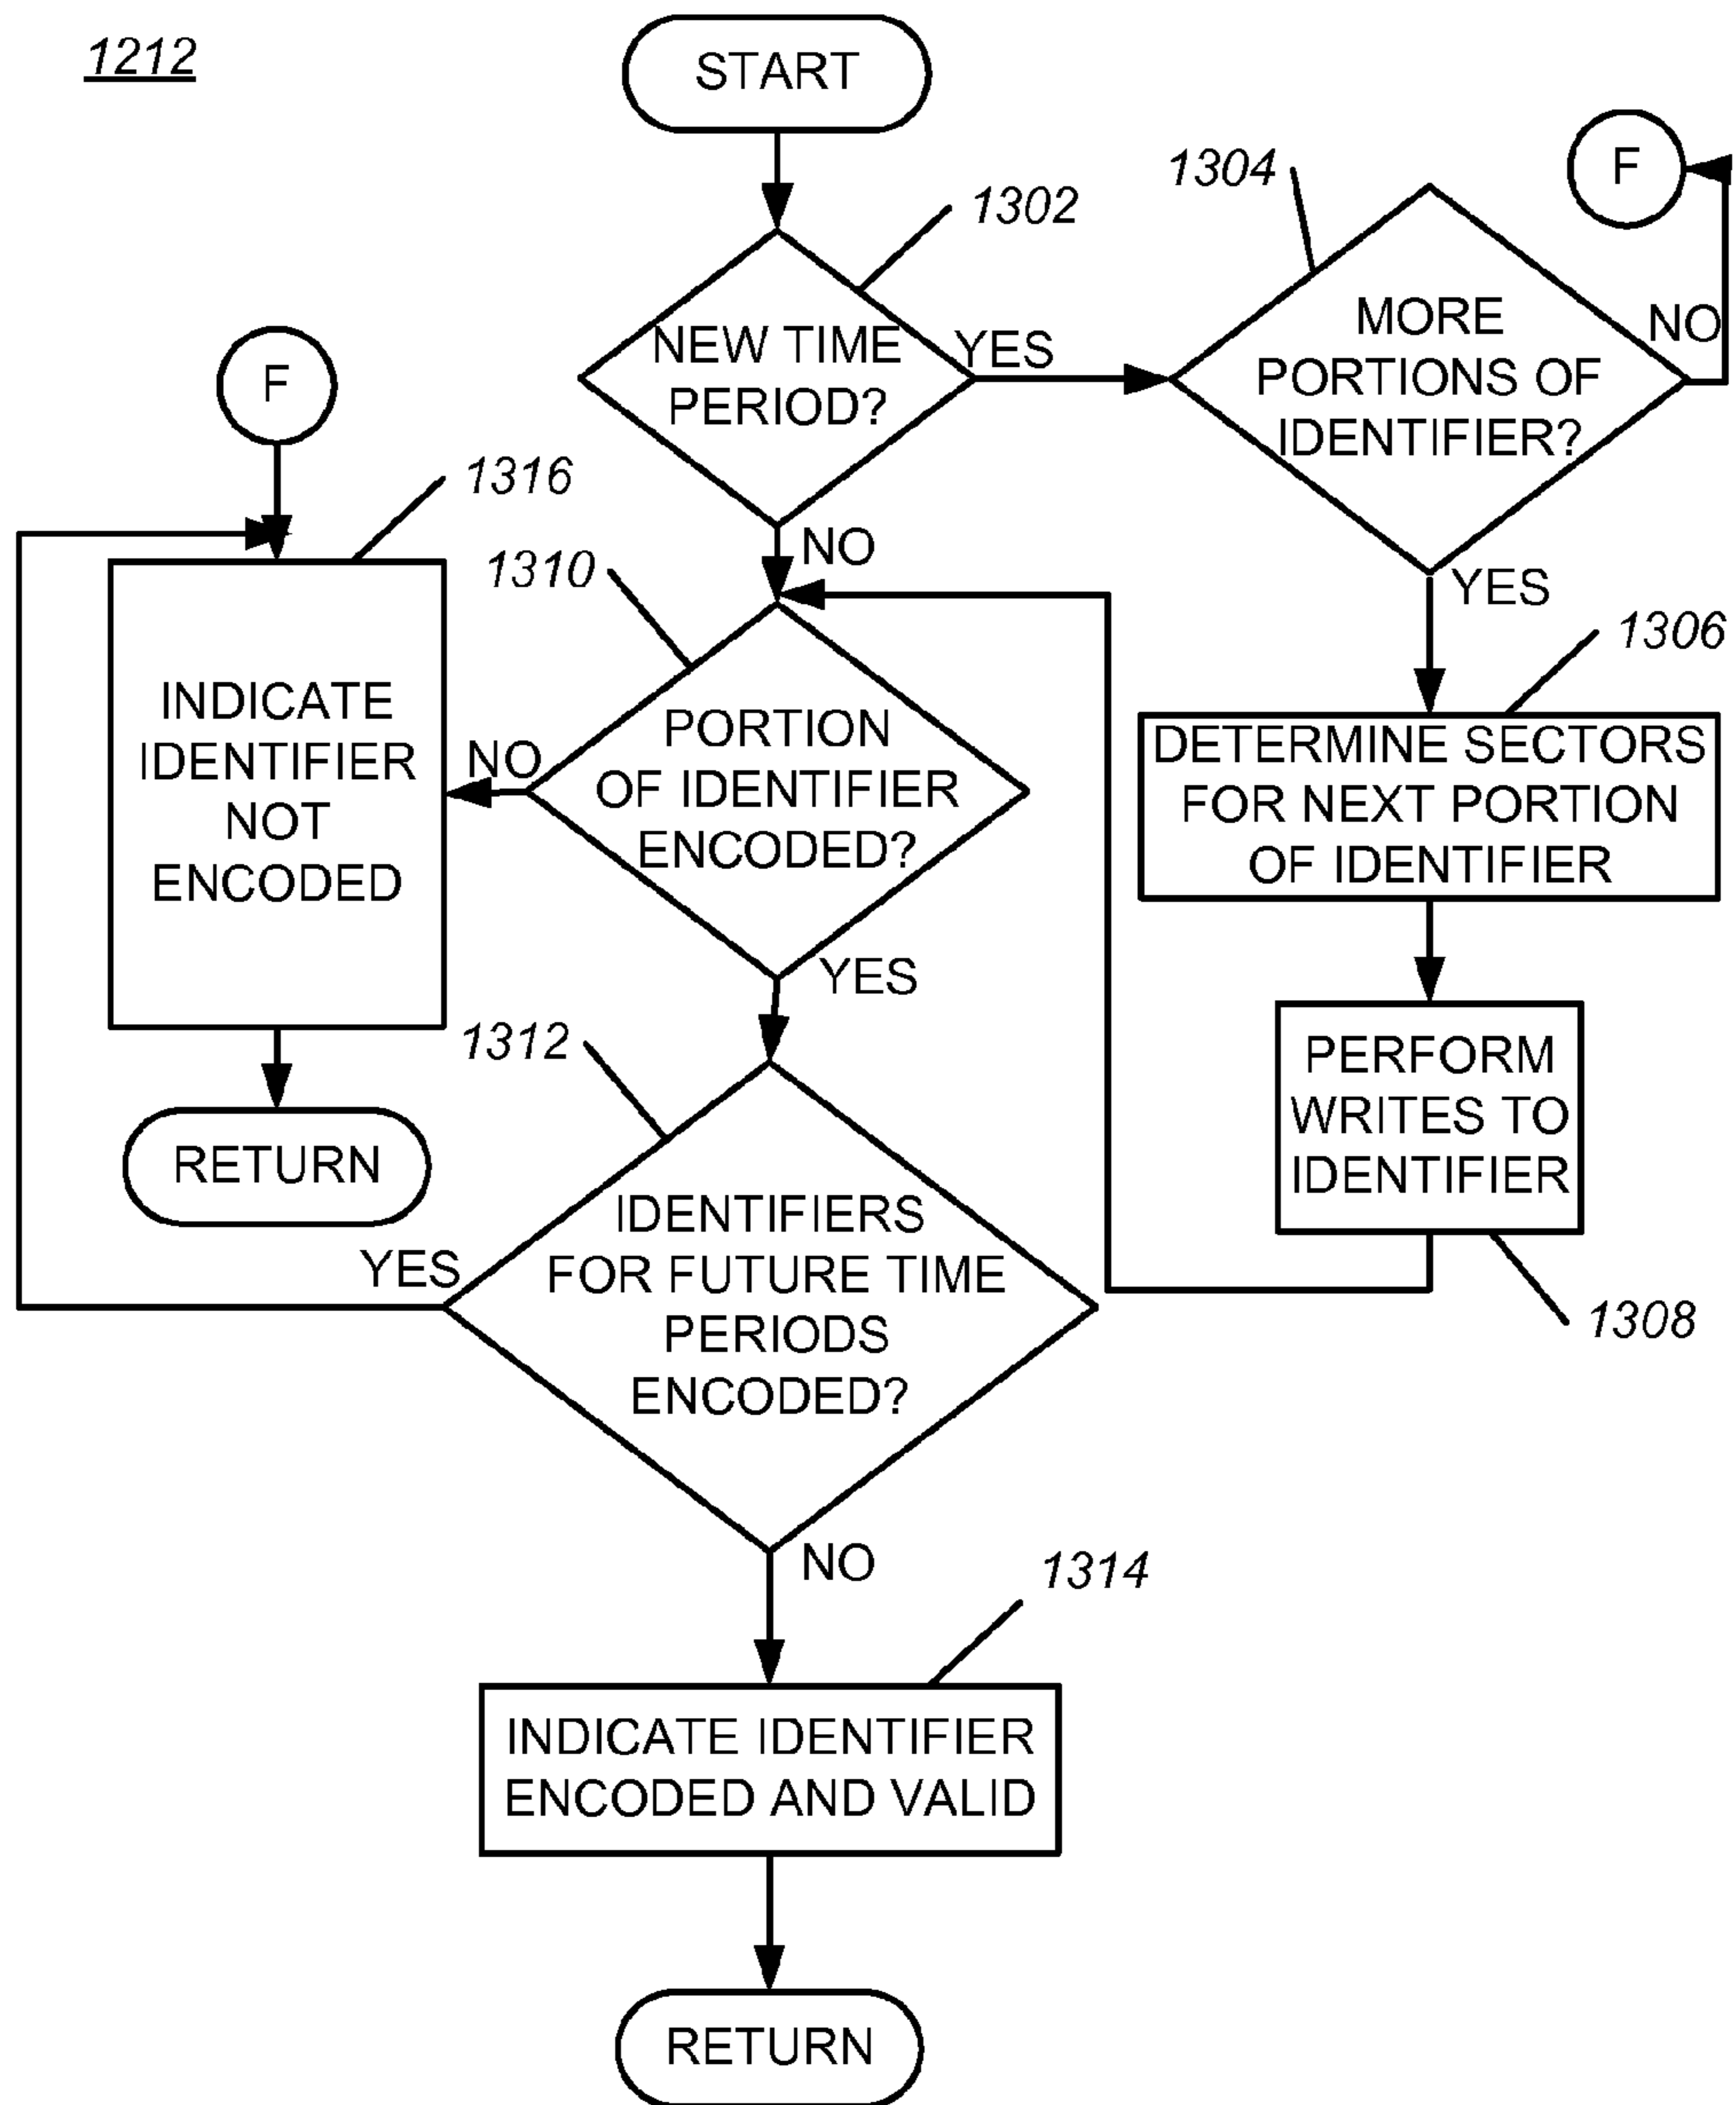 1212
START
1302
1304
F
NEW TIME
PERIOD?
YES
MORE
PORTIONS OF
IDENTIFIER?
NO
F
1316
NO
1310
YES
1306
INDICATE
IDENTIFIER
NOT
ENCODED
NO
PORTION
OF IDENTIFIER
ENCODED?
DETERMINE SECTORS
FOR NEXT PORTION
OF IDENTIFIER
YES
1312
PERFORM
WRITES TO
IDENTIFIER
RETURN
YES
IDENTIFIERS
FOR FUTURE TIME
PERIODS
ENCODED?
1308
NO
1314
INDICATE IDENTIFIER
ENCODED AND VALID
RETURN